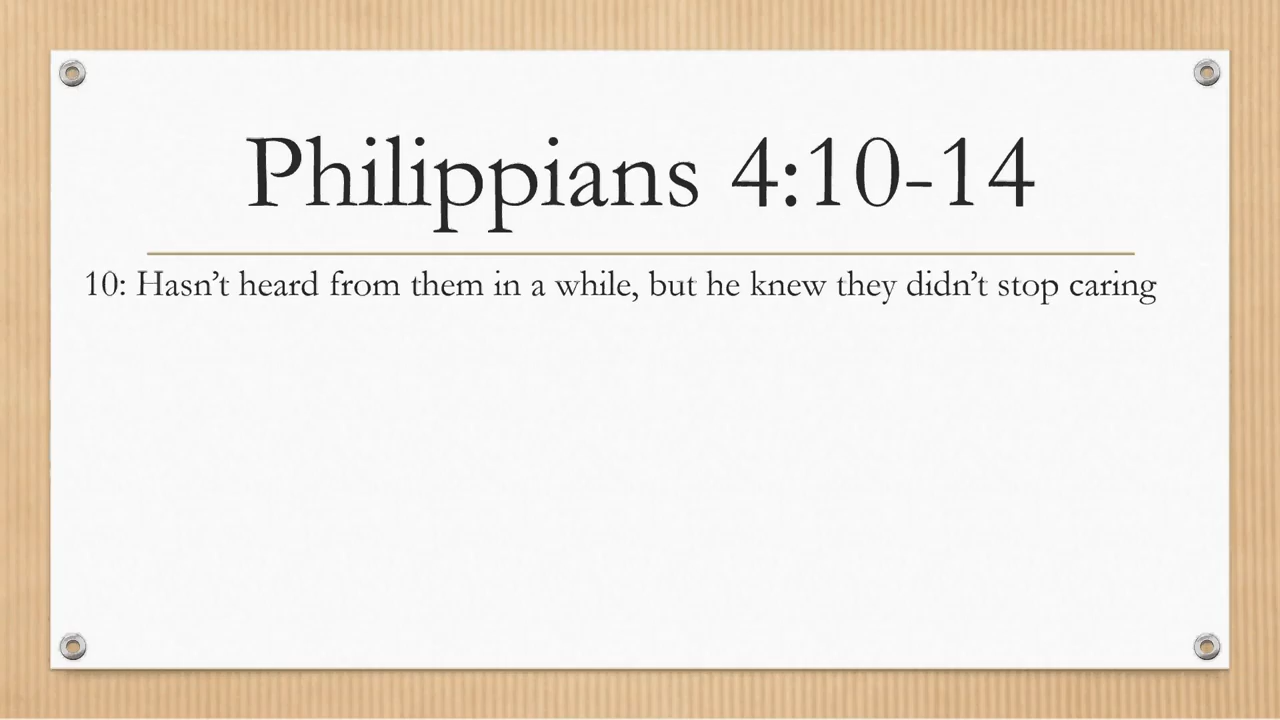 Philippians 4:10-14
10: Hasn’t heard from them in a while, but he knew they didn’t stop caring